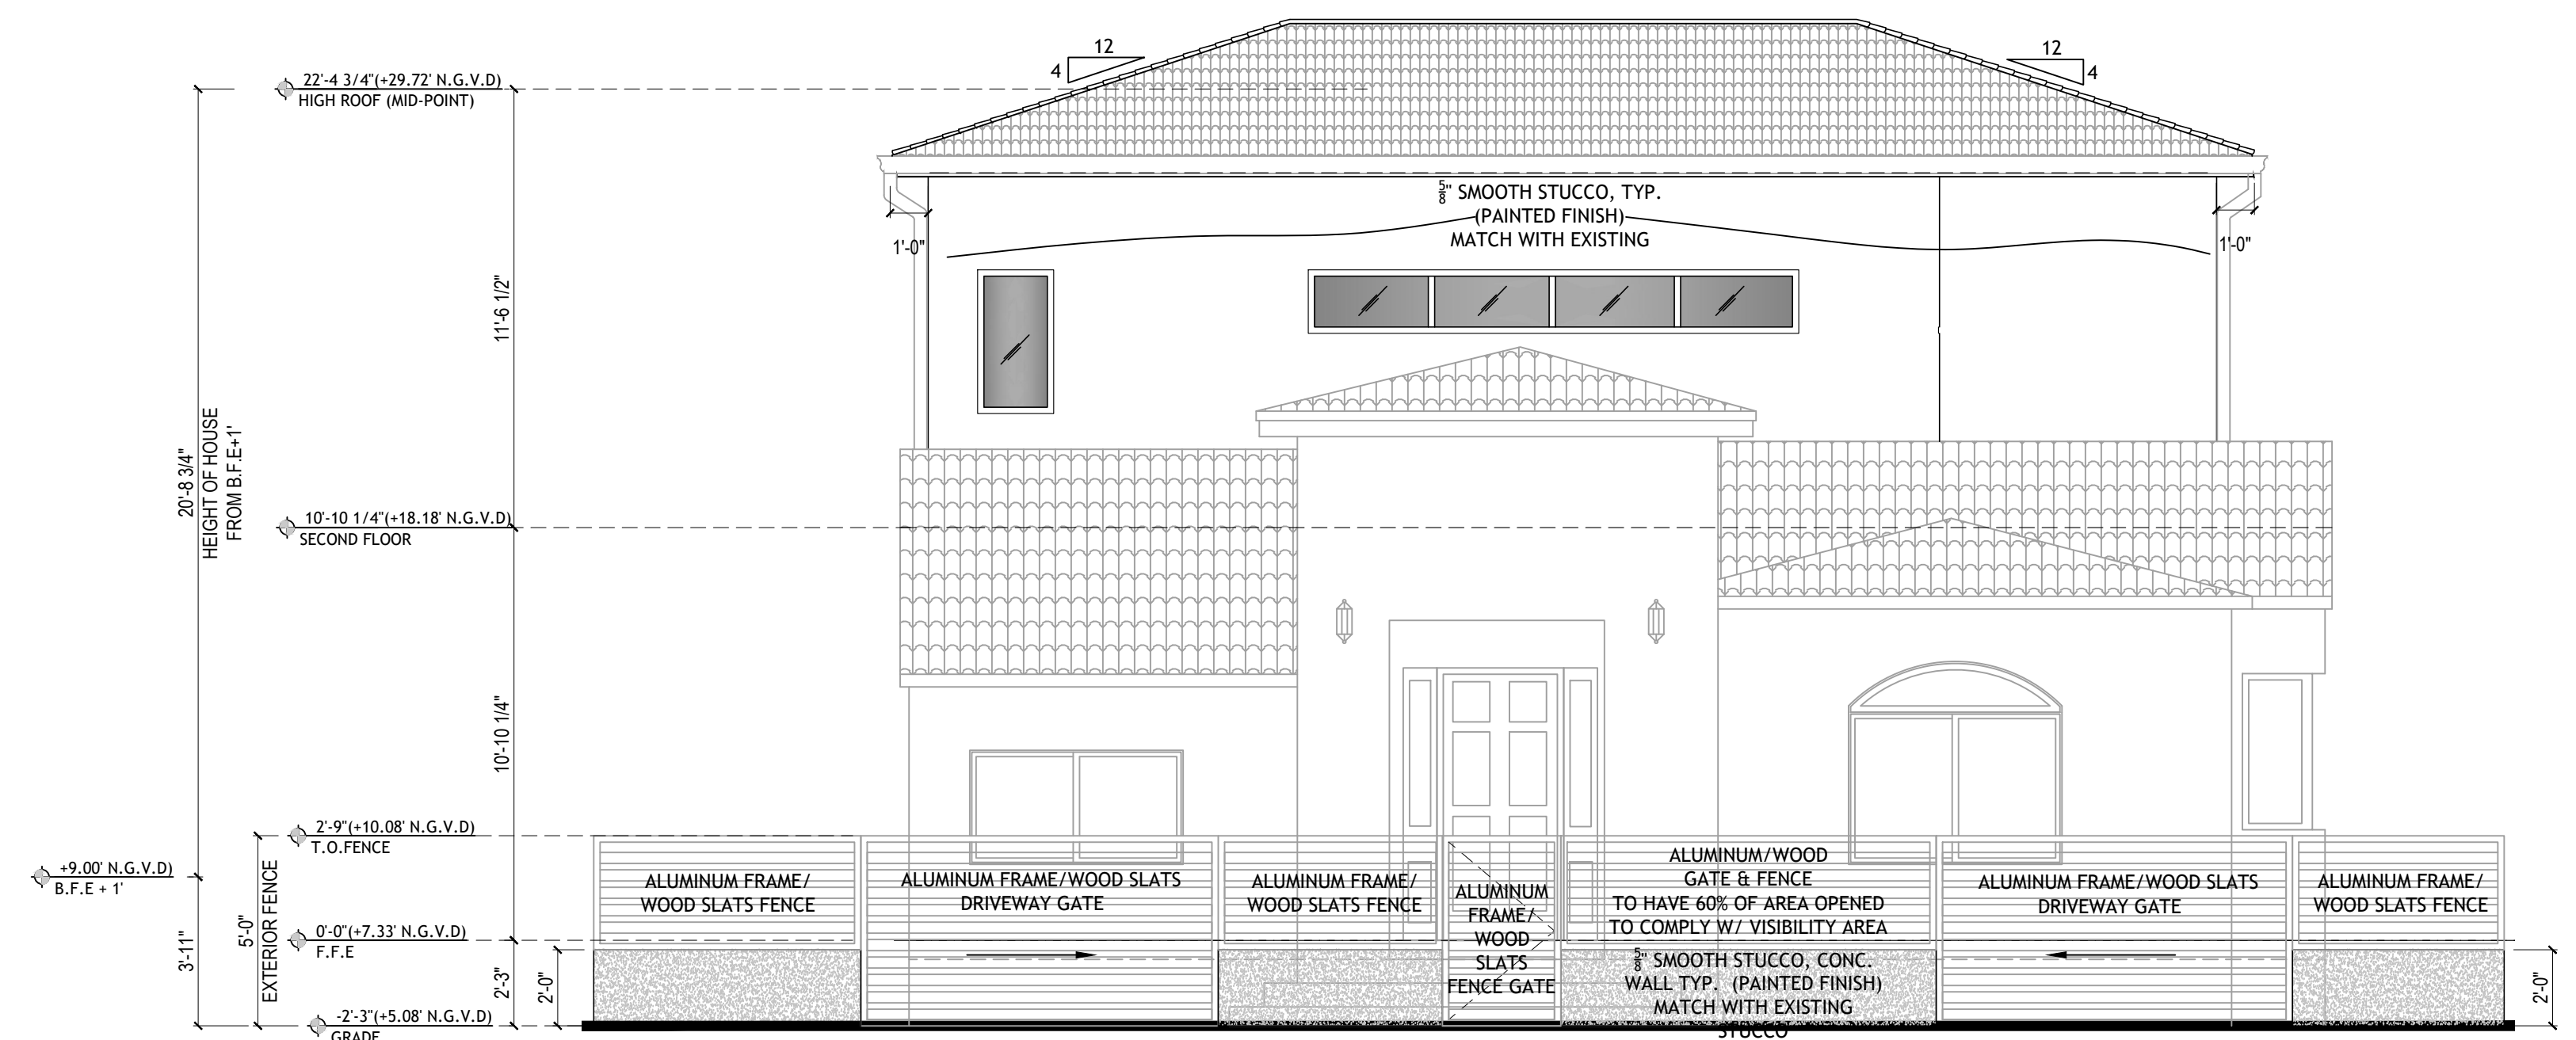 12
4
12
4
22'-4 3/4"(+29.72' N.G.V.D)
HIGH ROOF (MID-POINT)
5/8" SMOOTH STUCCO, TYP.
(PAINTED FINISH)
MATCH WITH EXISTING
1'-0"
1'-0"
11'-6 1/2"
20'-8 3/4"
HEIGHT OF HOUSE
FROM B.F.E+1'
10'-10 1/4"(+18.18' N.G.V.D)
SECOND FLOOR
10'-10 1/4"
2'-9"(+10.08' N.G.V.D)
T.O.FENCE
+9.00' N.G.V.D)
B.F.E + 1'
3'-11"
5'-0"
EXTERIOR FENCE
0'-0"(+7.33' N.G.V.D)
F.F.E
2'-3"
2'-0"
-2'-3"(+5.08' N.G.V.D)
GRADE
ALUMINUM FRAME/
WOOD SLATS FENCE
ALUMINUM FRAME/WOOD SLATS
DRIVEWAY GATE
ALUMINUM FRAME/
WOOD SLATS FENCE
ALUMINUM
FRAME/
WOOD
SLATS
FENCE GATE
ALUMINUM/WOOD
GATE & FENCE
TO HAVE 60% OF AREA OPENED
TO COMPLY W/ VISIBILITY AREA
5/8" SMOOTH STUCCO, CONC.
WALL TYP. (PAINTED FINISH)
MATCH WITH EXISTING
STUCCO
ALUMINUM FRAME/WOOD SLATS
DRIVEWAY GATE
ALUMINUM FRAME/
WOOD SLATS FENCE
2'-0"